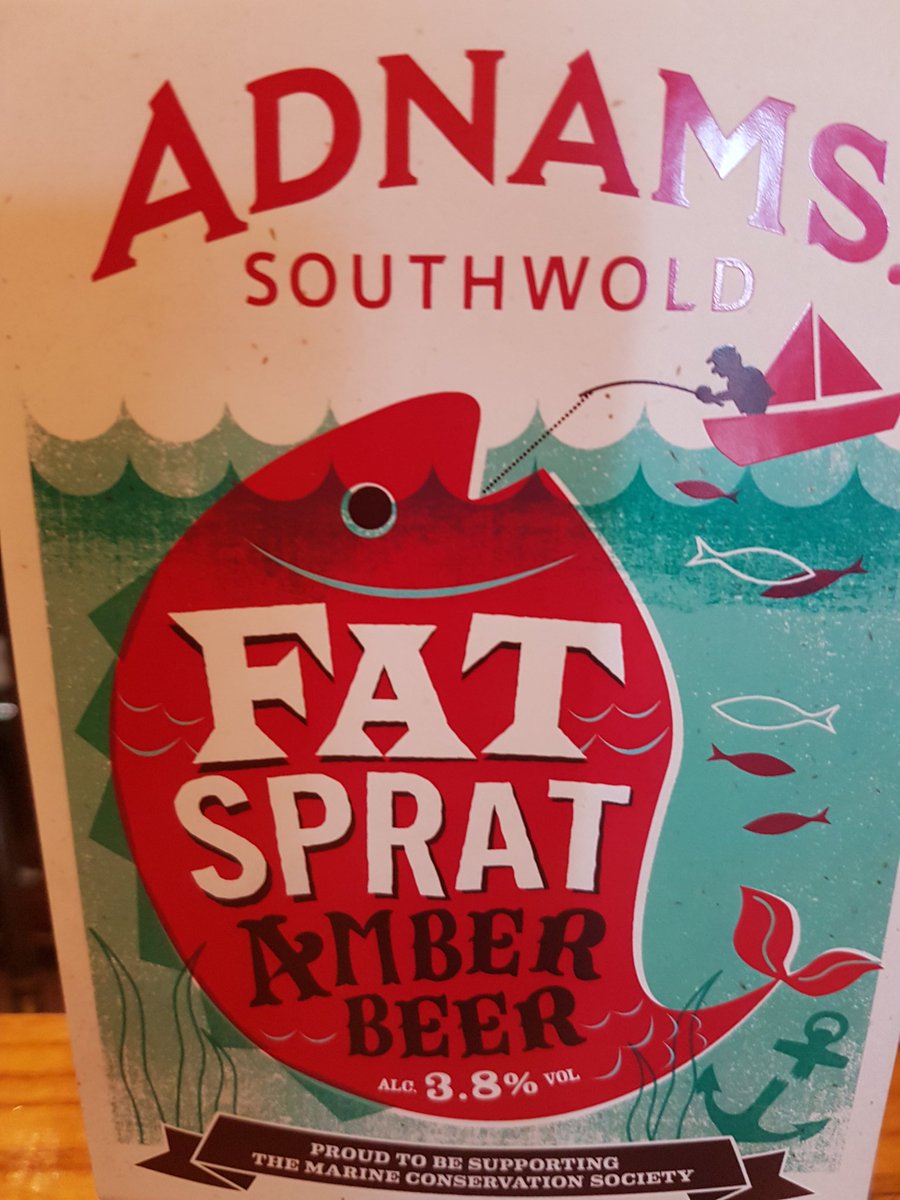 ADNAMS.
SOUTHWOLD
FAT
SPRAT
AMBER
BEER
ALC. 3.8% VOL
PROUD TO BE SUPPORTING
THE MARINE CONSERVATION SOCIETY